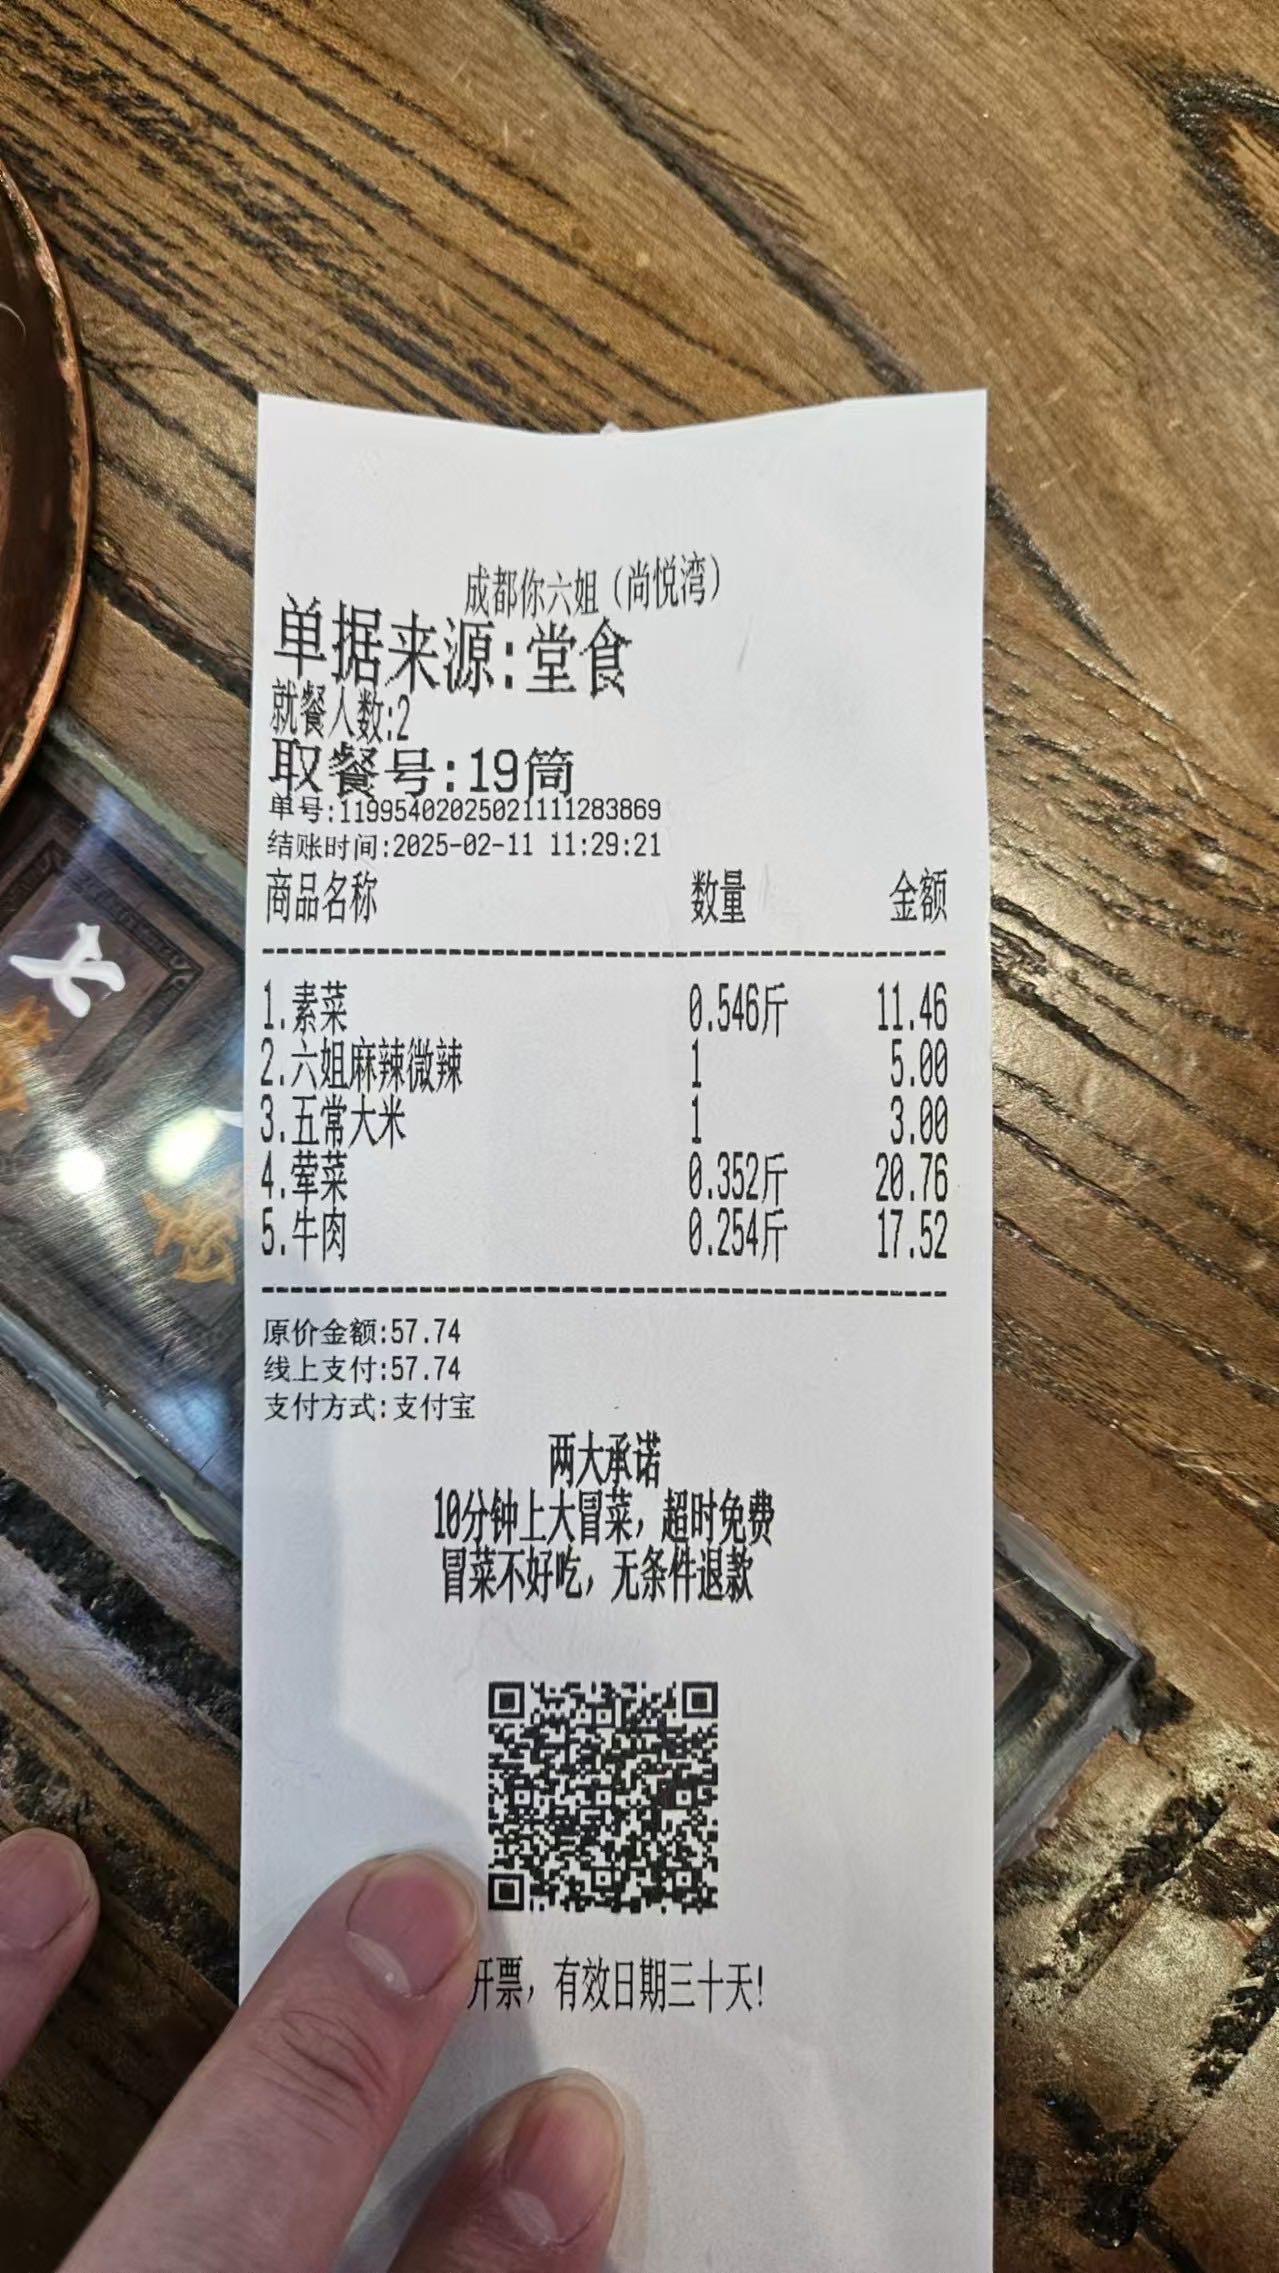 成都你六姐（尚悦湾）
单据来源:堂食
就餐人数:2
取餐号:19筒
单号:11995402025021111283869
结账时间:2025-02-11 11:29:21
商品名称 数量 金额
1.素菜 0.546斤 11.46
2.六姐麻辣微辣 1 5.00
3.五常大米 1 3.00
4.荤菜 0.352斤 20.76
5.牛肉 0.254斤 17.52
原价金额:57.74
线上支付:57.74
支付方式:支付宝
两大承诺
10分钟上大冒菜，超时免费
冒菜不好吃，无条件退款
开票，有效日期三十天!